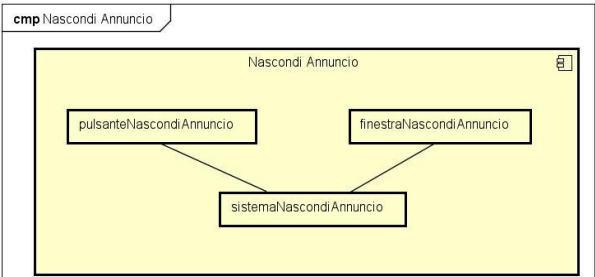 cmp Nascondi Annuncio
Nascondi Annuncio
pulsanteNascondiAnnuncio
finestraNascondiAnnuncio
sistemaNascondiAnnuncio